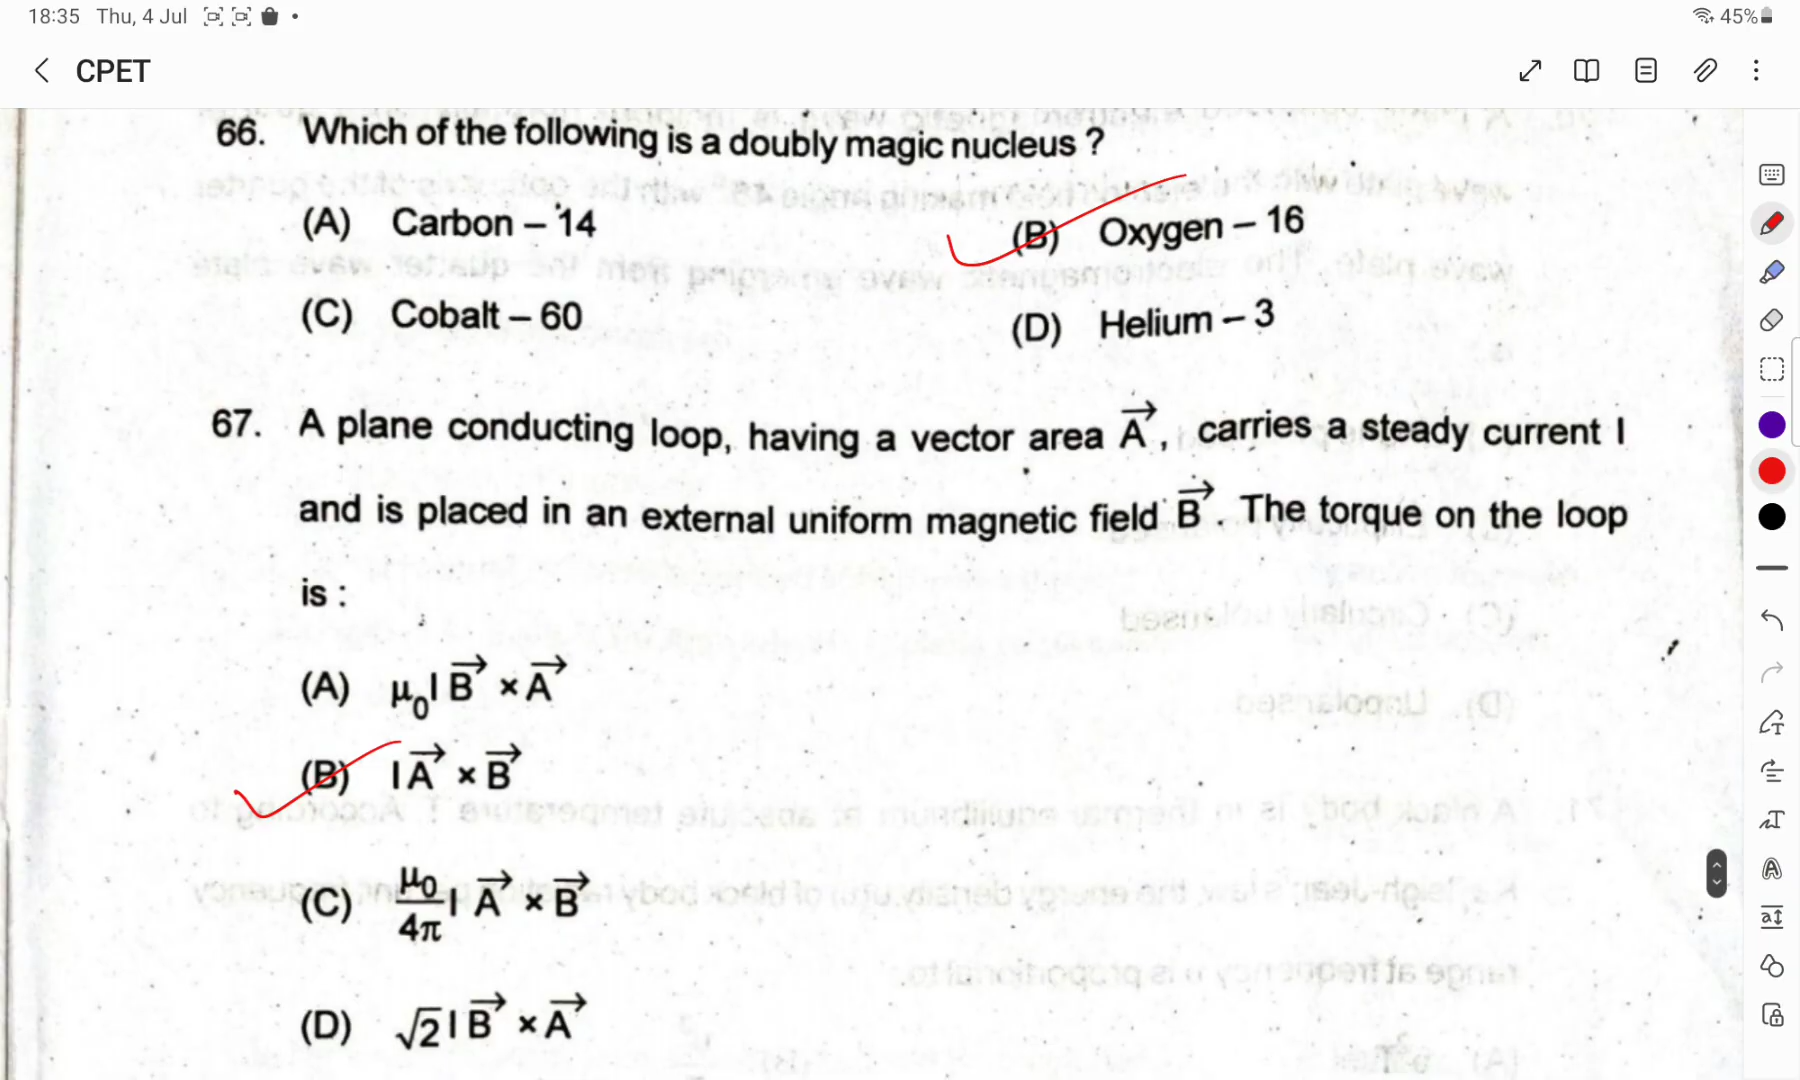 18:35 Thu, 4 Jul
45%
CPET
66. Which of the following is a doubly magic nucleus ?
(A) Carbon – 14
(B) Oxygen – 16
(C) Cobalt – 60
(D) Helium – 3
67. A plane conducting loop, having a vector area A⃗, carries a steady current I
and is placed in an external uniform magnetic field B⃗. The torque on the loop
is :
(A) μ₀I B⃗ × A⃗
(B) I A⃗ × B⃗
(C) μ₀/4π I A⃗ × B⃗
(D) √2 I B⃗ × A⃗